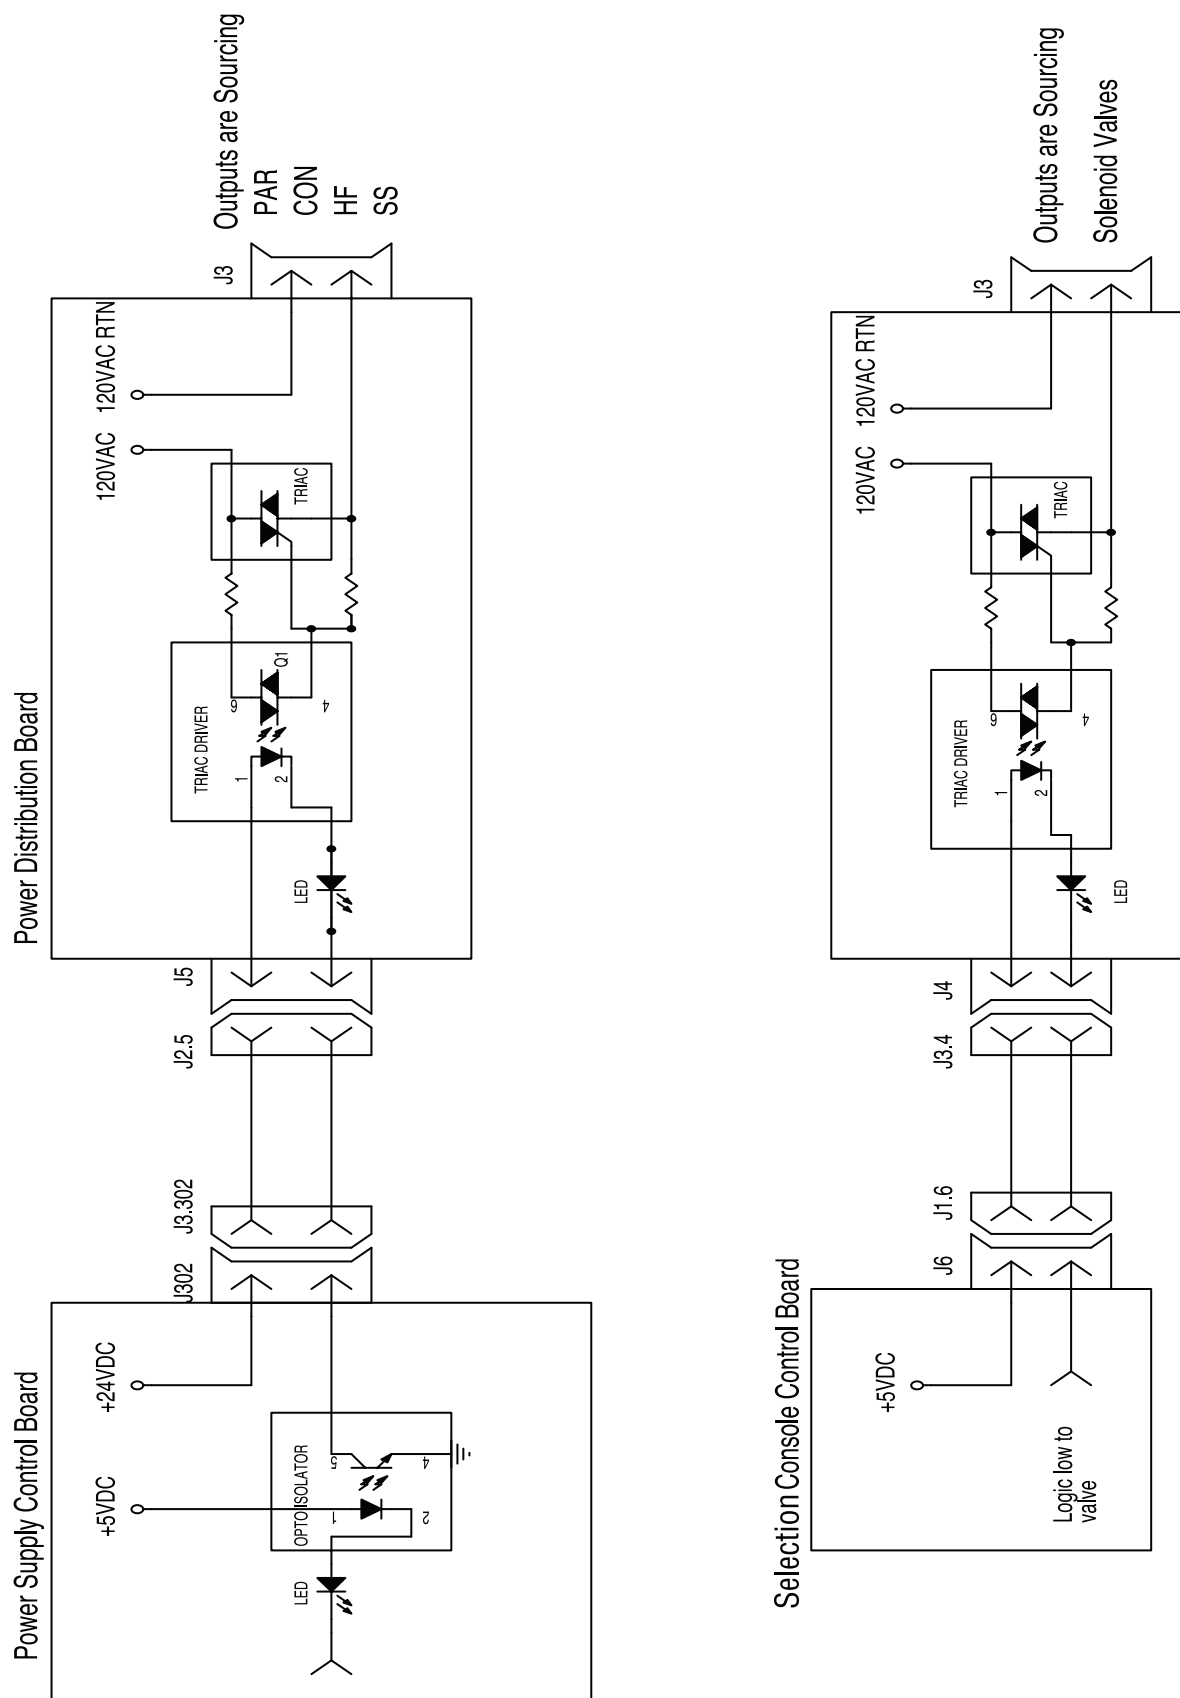 Power Supply Control Board
+5VDC
+24VDC
LED
OPTOISOLATOR
1
2
5
4
J302
J3.302
J2.5
J5
Power Distribution Board
LED
TRIAC DRIVER
1
2
6
4
Q1
TRIAC
120VAC
120VAC RTN
J3
Outputs are Sourcing
PAR
CON
HF
SS
Selection Console Control Board
+5VDC
Logic low to
valve
J6
J1.6
J3.4
J4
LED
TRIAC DRIVER
1
2
6
4
TRIAC
120VAC
120VAC RTN
J3
Outputs are Sourcing
Solenoid Valves